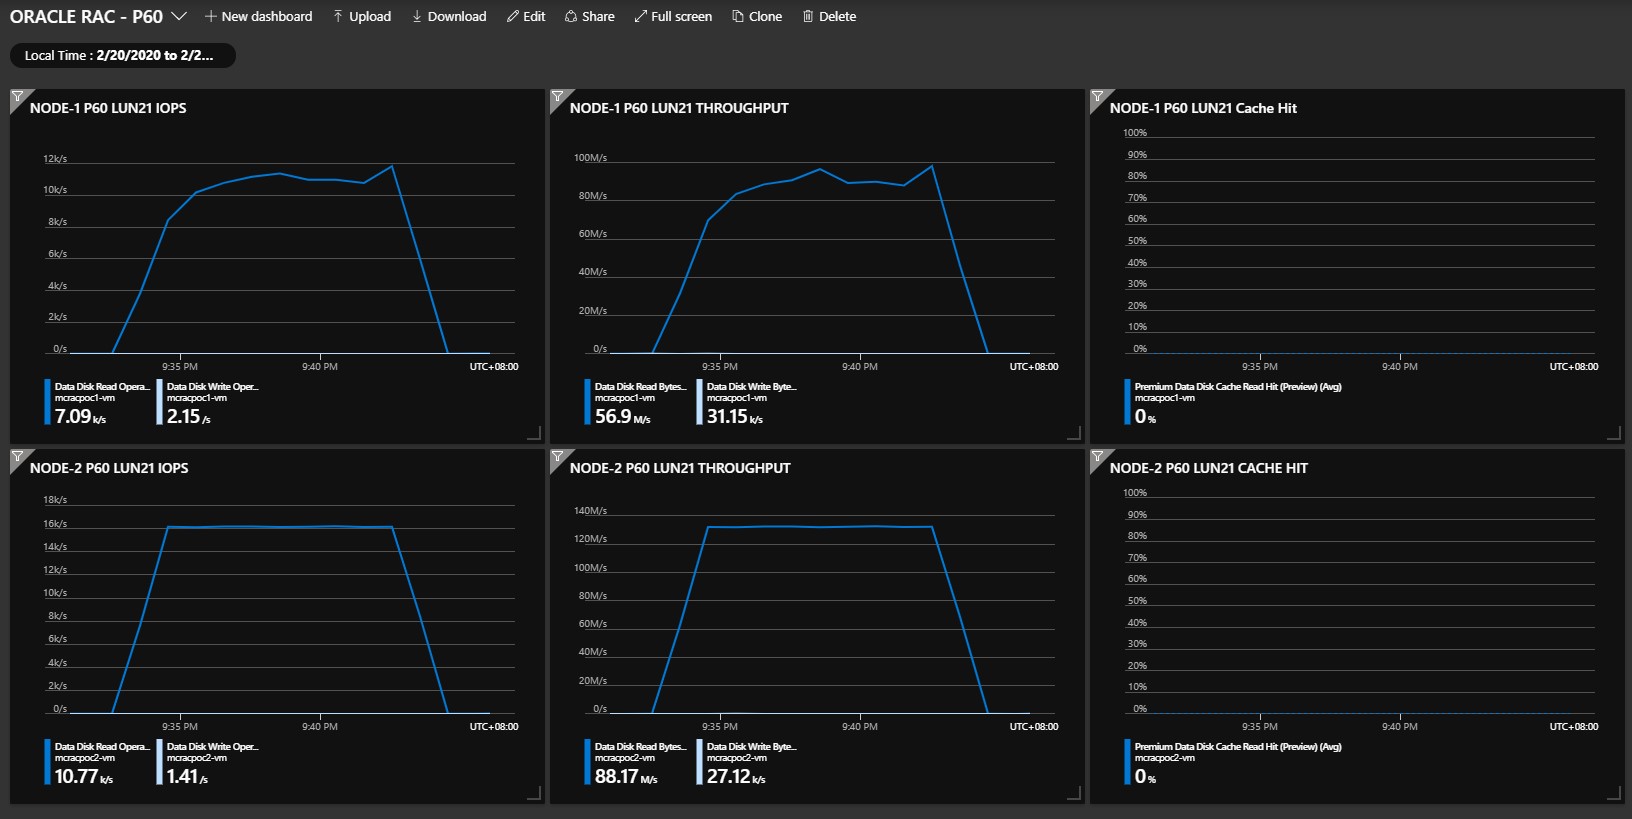 ORACLE RAC - P60
New dashboard
Upload
Download
Edit
Share
Full screen
Clone
Delete
Local Time : 2/20/2020 to 2/2...
NODE-1 P60 LUN21 IOPS
12k/s
10k/s
8k/s
6k/s
4k/s
2k/s
0/s
9:35 PM
9:40 PM
UTC+08:00
Data Disk Read Opera...
mcracpoc1-vm
7.09 k/s
Data Disk Write Oper...
mcracpoc1-vm
2.15 /s
NODE-1 P60 LUN21 THROUGHPUT
100M/s
80M/s
60M/s
40M/s
20M/s
0/s
9:35 PM
9:40 PM
UTC+08:00
Data Disk Read Bytes...
mcracpoc1-vm
56.9 M/s
Data Disk Write Byte...
mcracpoc1-vm
31.15 k/s
NODE-1 P60 LUN21 Cache Hit
100%
90%
80%
70%
60%
50%
40%
30%
20%
10%
0%
9:35 PM
9:40 PM
UTC+08:00
Premium Data Disk Cache Read Hit (Preview) (Avg)
mcracpoc1-vm
0 %
NODE-2 P60 LUN21 IOPS
18k/s
16k/s
14k/s
12k/s
10k/s
8k/s
6k/s
4k/s
2k/s
0/s
9:35 PM
9:40 PM
UTC+08:00
Data Disk Read Opera...
mcracpoc2-vm
10.77 k/s
Data Disk Write Oper...
mcracpoc2-vm
1.41 /s
NODE-2 P60 LUN21 THROUGHPUT
140M/s
120M/s
100M/s
80M/s
60M/s
40M/s
20M/s
0/s
9:35 PM
9:40 PM
UTC+08:00
Data Disk Read Bytes...
mcracpoc2-vm
88.17 M/s
Data Disk Write Byte...
mcracpoc2-vm
27.12 k/s
NODE-2 P60 LUN21 CACHE HIT
100%
90%
80%
70%
60%
50%
40%
30%
20%
10%
0%
9:35 PM
9:40 PM
UTC+08:00
Premium Data Disk Cache Read Hit (Preview) (Avg)
mcracpoc2-vm
0 %